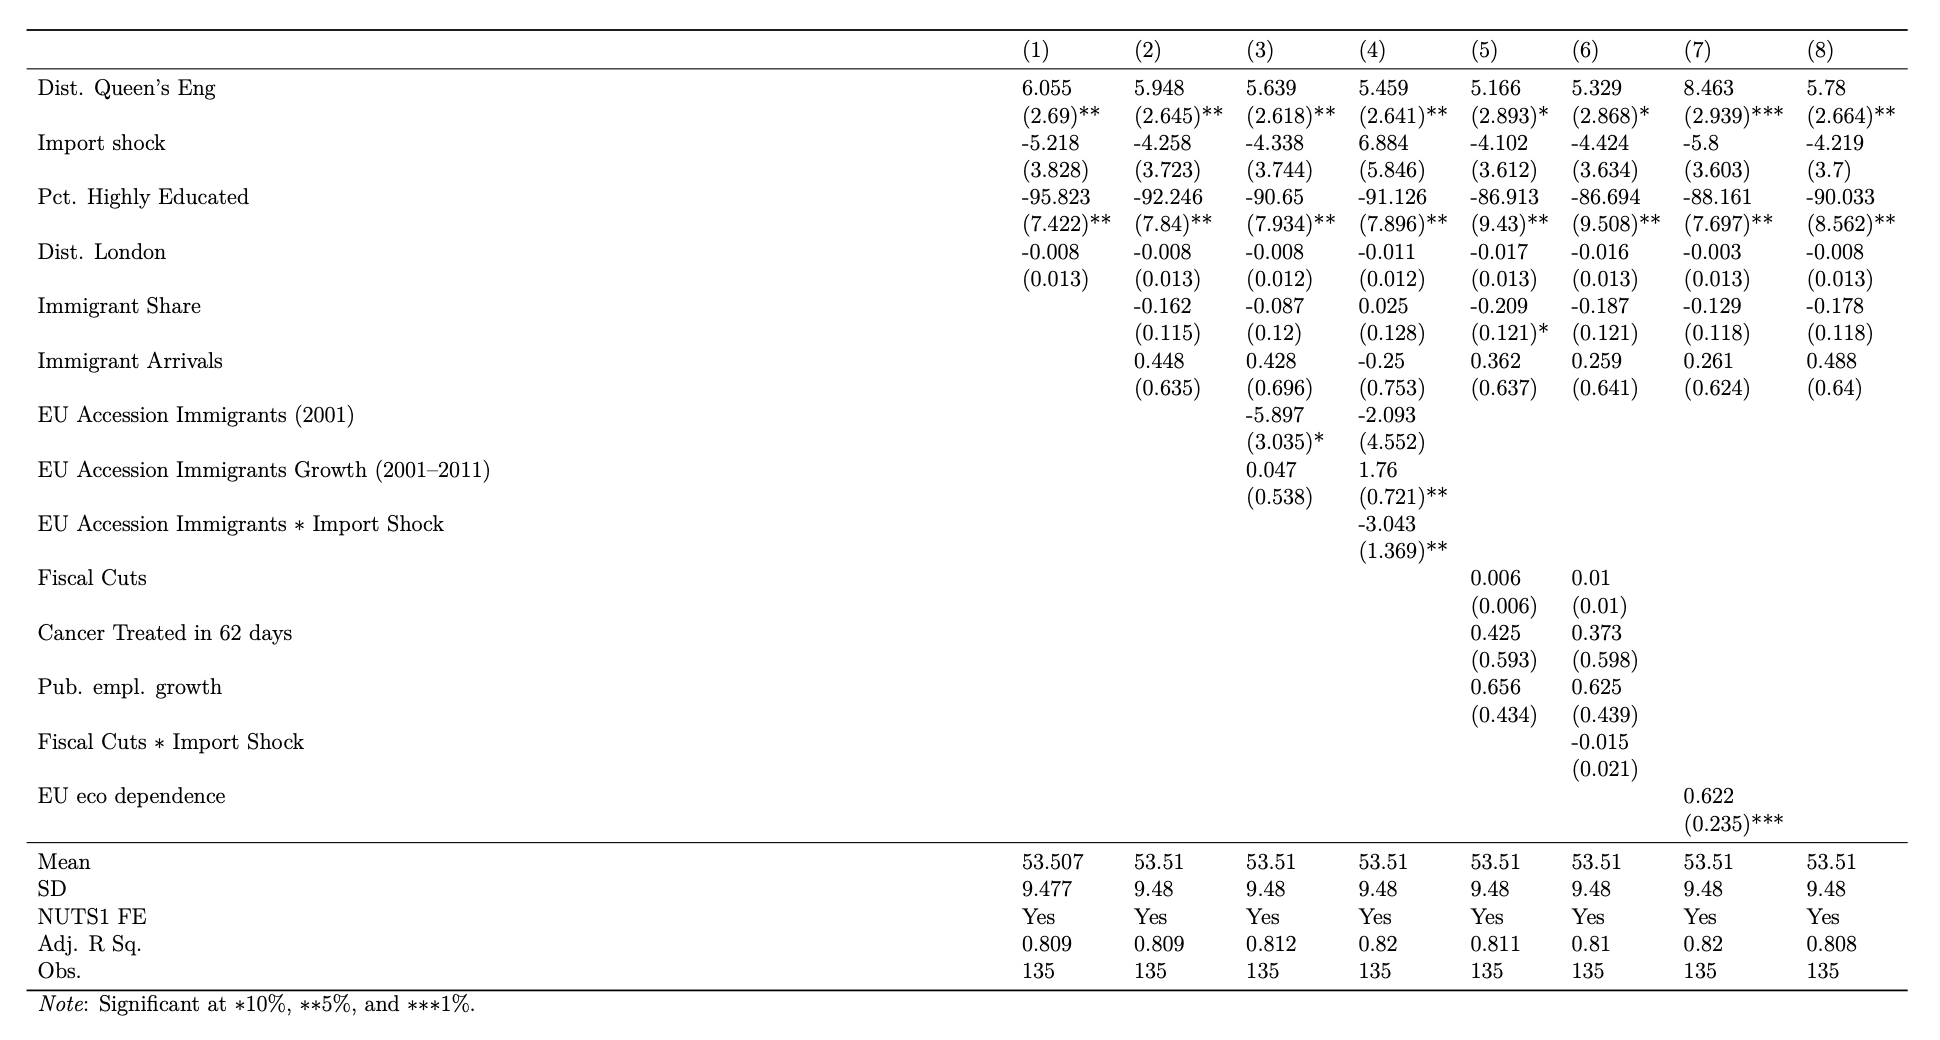 (1) (2) (3) (4) (5) (6) (7) (8)
Dist. Queen's Eng 6.055 5.948 5.639 5.459 5.166 5.329 8.463 5.78
(2.69)** (2.645)** (2.618)** (2.641)** (2.893)* (2.868)* (2.939)*** (2.664)**
Import shock -5.218 -4.258 -4.338 6.884 -4.102 -4.424 -5.8 -4.219
(3.828) (3.723) (3.744) (5.846) (3.612) (3.634) (3.603) (3.7)
Pct. Highly Educated -95.823 -92.246 -90.65 -91.126 -86.913 -86.694 -88.161 -90.033
(7.422)** (7.84)** (7.934)** (7.896)** (9.43)** (9.508)** (7.697)** (8.562)**
Dist. London -0.008 -0.008 -0.008 -0.011 -0.017 -0.016 -0.003 -0.008
(0.013) (0.013) (0.012) (0.012) (0.013) (0.013) (0.013) (0.013)
Immigrant Share -0.162 -0.087 0.025 -0.209 -0.187 -0.129 -0.178
(0.115) (0.12) (0.128) (0.121)* (0.121) (0.118) (0.118)
Immigrant Arrivals 0.448 0.428 -0.25 0.362 0.259 0.261 0.488
(0.635) (0.696) (0.753) (0.637) (0.641) (0.624) (0.64)
EU Accession Immigrants (2001) -5.897 -2.093
(3.035)* (4.552)
EU Accession Immigrants Growth (2001–2011) 0.047 1.76
(0.538) (0.721)**
EU Accession Immigrants * Import Shock -3.043
(1.369)**
Fiscal Cuts 0.006 0.01
(0.006) (0.01)
Cancer Treated in 62 days 0.425 0.373
(0.593) (0.598)
Pub. empl. growth 0.656 0.625
(0.434) (0.439)
Fiscal Cuts * Import Shock -0.015
(0.021)
EU eco dependence 0.622
(0.235)***
Mean 53.507 53.51 53.51 53.51 53.51 53.51 53.51 53.51
SD 9.477 9.48 9.48 9.48 9.48 9.48 9.48 9.48
NUTS1 FE Yes Yes Yes Yes Yes Yes Yes Yes
Adj. R Sq. 0.809 0.809 0.812 0.82 0.811 0.81 0.82 0.808
Obs. 135 135 135 135 135 135 135 135
Note: Significant at *10%, **5%, and ***1%.